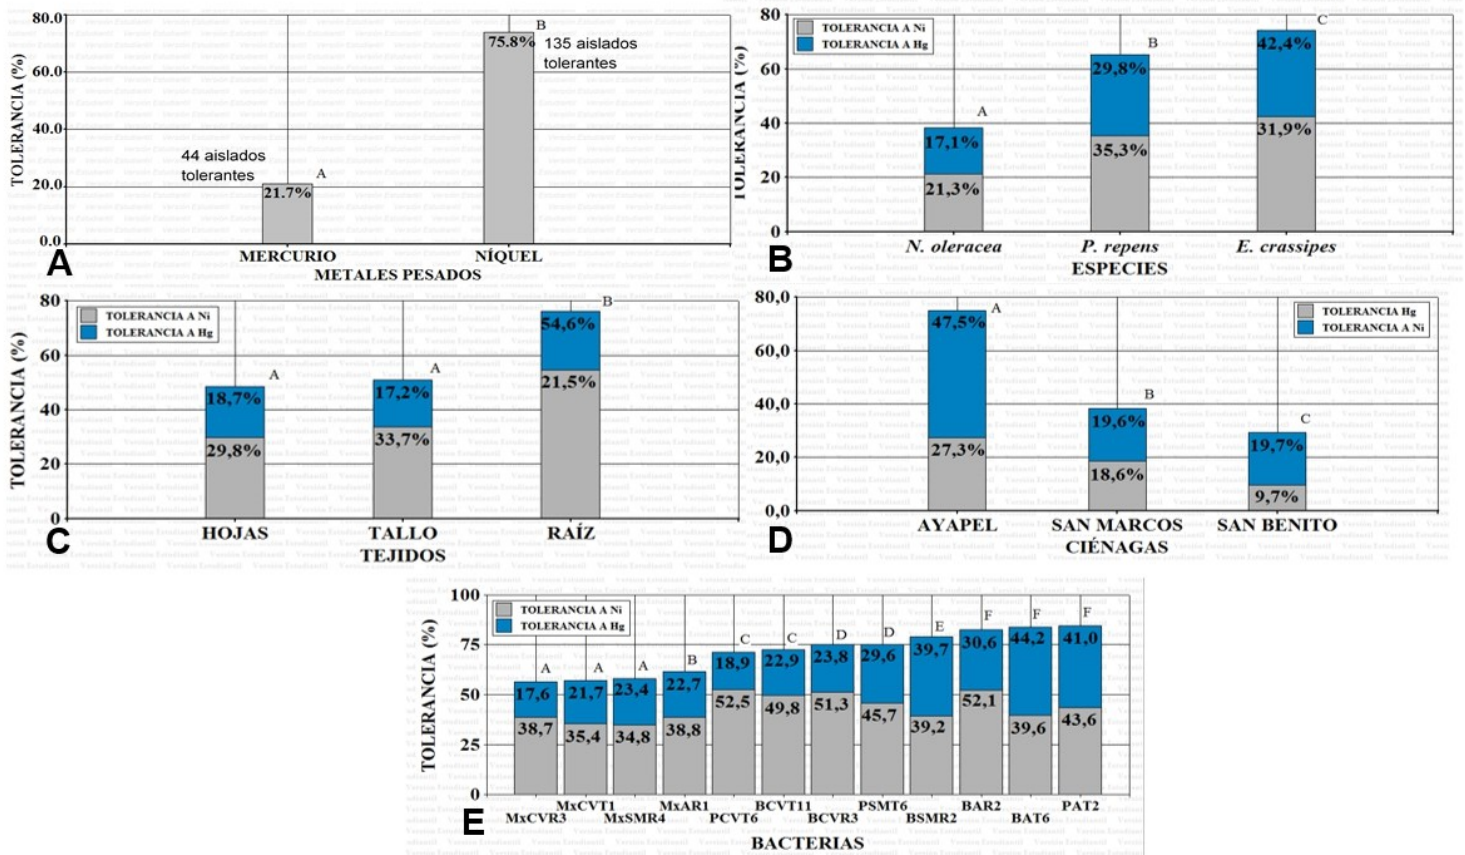 TOLERANCIA (%)
80.0
60.0
40.0
20.0
0.0
44 aislados
tolerantes
A
21.7%
B
75.8%
135 aislados
tolerantes
MERCURIO
NÍQUEL
METALES PESADOS
A
TOLERANCIA (%)
80
60
40
20
0
TOLERANCIA A Ni
TOLERANCIA A Hg
A
17,1%
21,3%
B
29,8%
35,3%
C
42,4%
31,9%
N. oleracea
P. repens
E. crassipes
ESPECIES
B
TOLERANCIA (%)
80
60
40
20
0
TOLERANCIA A Ni
TOLERANCIA A Hg
A
18,7%
29,8%
A
17,2%
33,7%
B
54,6%
21,5%
HOJAS
TALLO
RAÍZ
TEJIDOS
C
80,0
60,0
40,0
20,0
0,0
TOLERANCIA Hg
TOLERANCIA A Ni
A
47,5%
27,3%
B
19,6%
18,6%
C
19,7%
9,7%
AYAPEL
SAN MARCOS
SAN BENITO
CIÉNAGAS
D
TOLERANCIA (%)
100
75
50
25
0
TOLERANCIA A Ni
TOLERANCIA A Hg
A
17,6
38,7
A
21,7
35,4
A
23,4
34,8
B
22,7
38,8
C
18,9
52,5
C
22,9
49,8
D
23,8
51,3
D
29,6
45,7
E
39,7
39,2
F
30,6
52,1
F
44,2
39,6
F
41,0
43,6
MxCVR3
MxCVT1
MxSMR4
MxAR1
PCVT6
BCVT11
BCVR3
PSMT6
BSMR2
BAR2
BAT6
PAT2
BACTERIAS
E